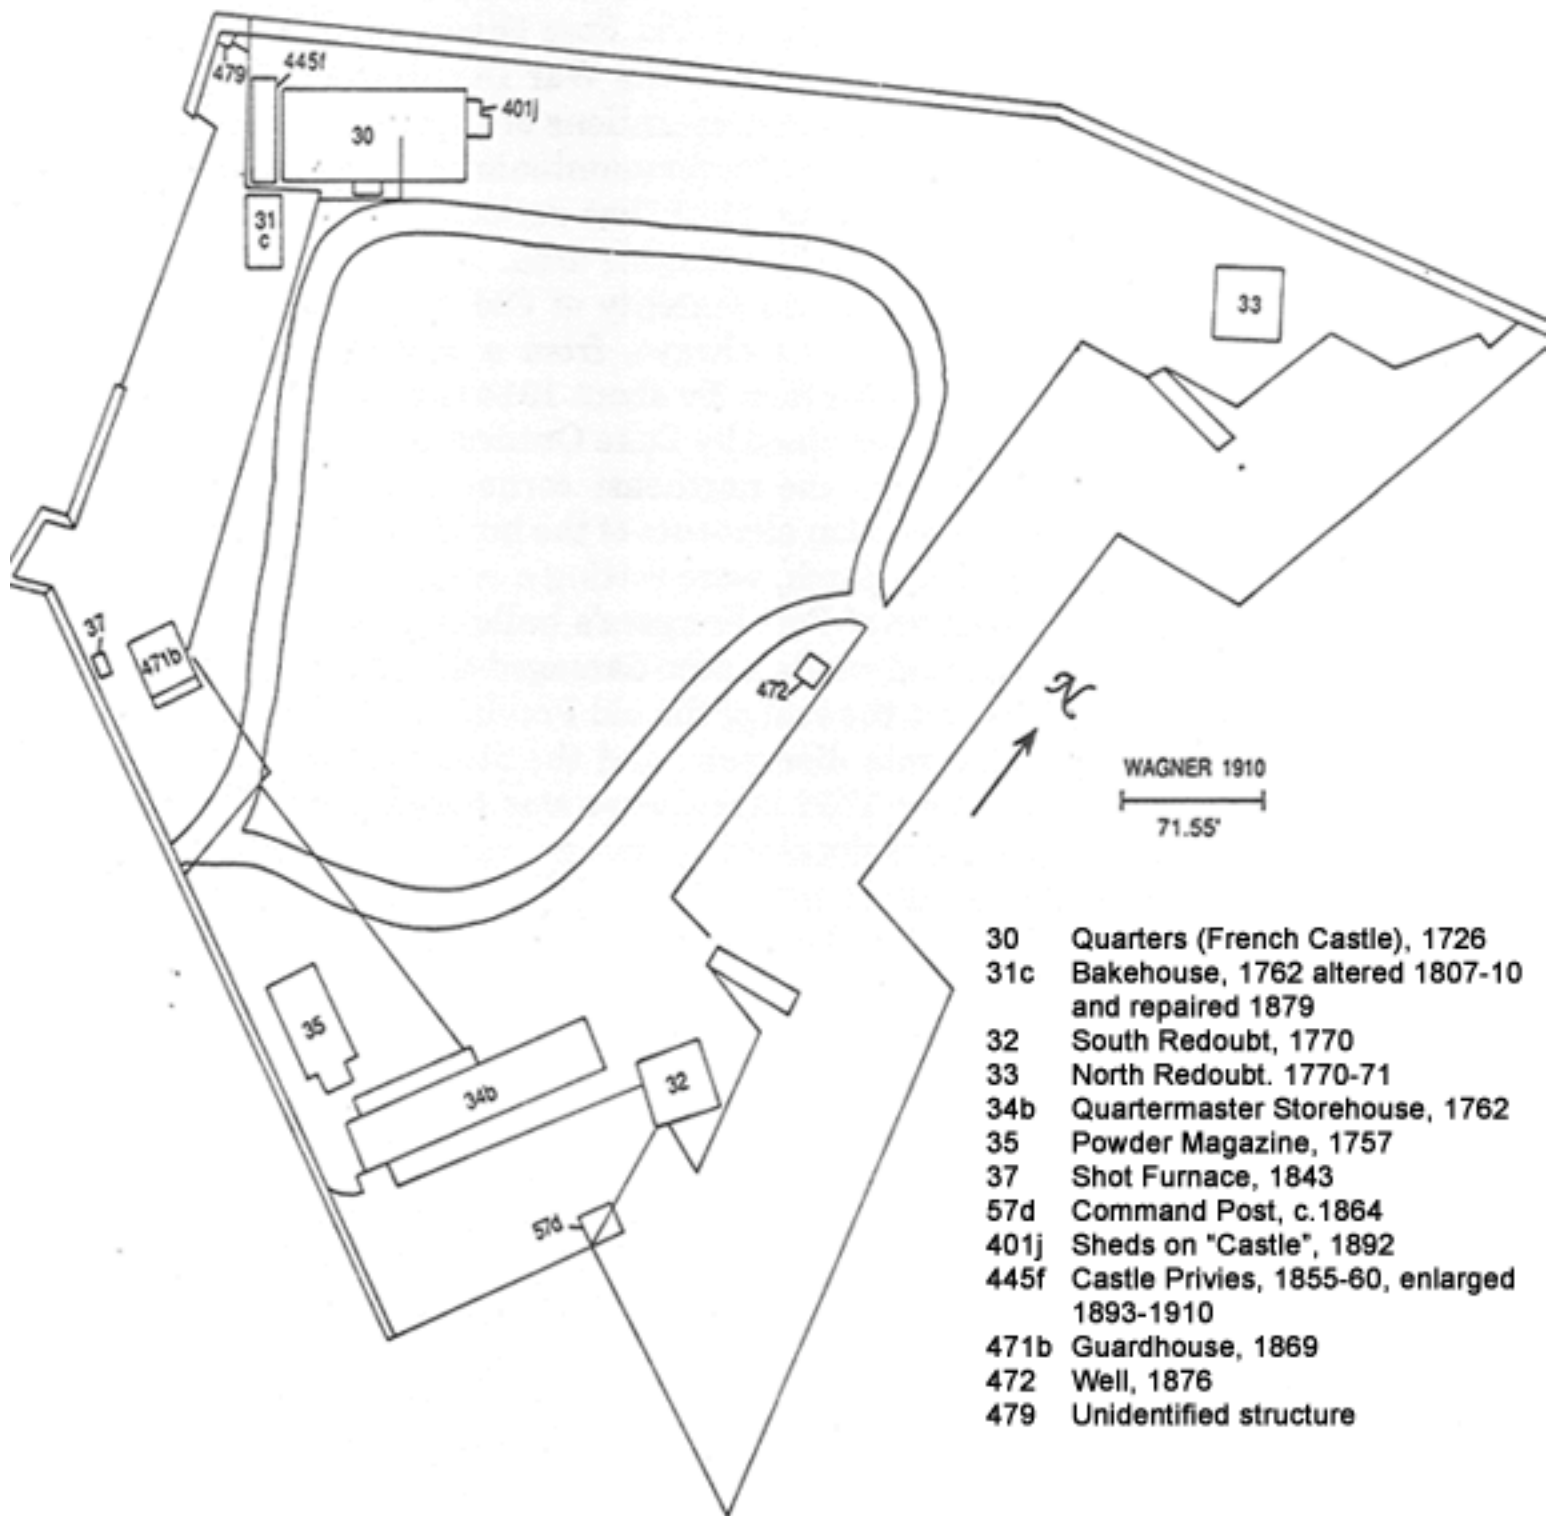 479
445f
401j
30
31
c
33
37
471b
472
N
WAGNER 1910
71.55'
35
34b
32
57d
30 Quarters (French Castle), 1726
31c Bakehouse, 1762 altered 1807-10
and repaired 1879
32 South Redoubt, 1770
33 North Redoubt. 1770-71
34b Quartermaster Storehouse, 1762
35 Powder Magazine, 1757
37 Shot Furnace, 1843
57d Command Post, c.1864
401j Sheds on "Castle", 1892
445f Castle Privies, 1855-60, enlarged
1893-1910
471b Guardhouse, 1869
472 Well, 1876
479 Unidentified structure